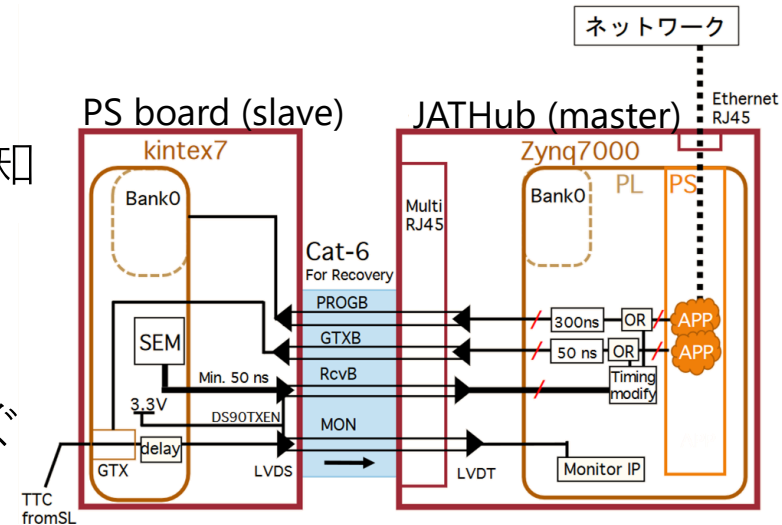 ネットワーク
Ethernet
RJ45
PS board (slave)
JATHub (master)
知
kintex7
Zynq7000
Bank0
Multi
RJ45
Bank0
PL
PS
Cat-6
For Recovery
PROGB
300ns
OR
APP
GTXB
50 ns
OR
APP
SEM
Min. 50 ns
RcvB
Timing
modify
3.3V
DS90TXEN
MON
ぐ
GTX
delay
LVDS
LVDT
Monitor IP
TTC
fromSL